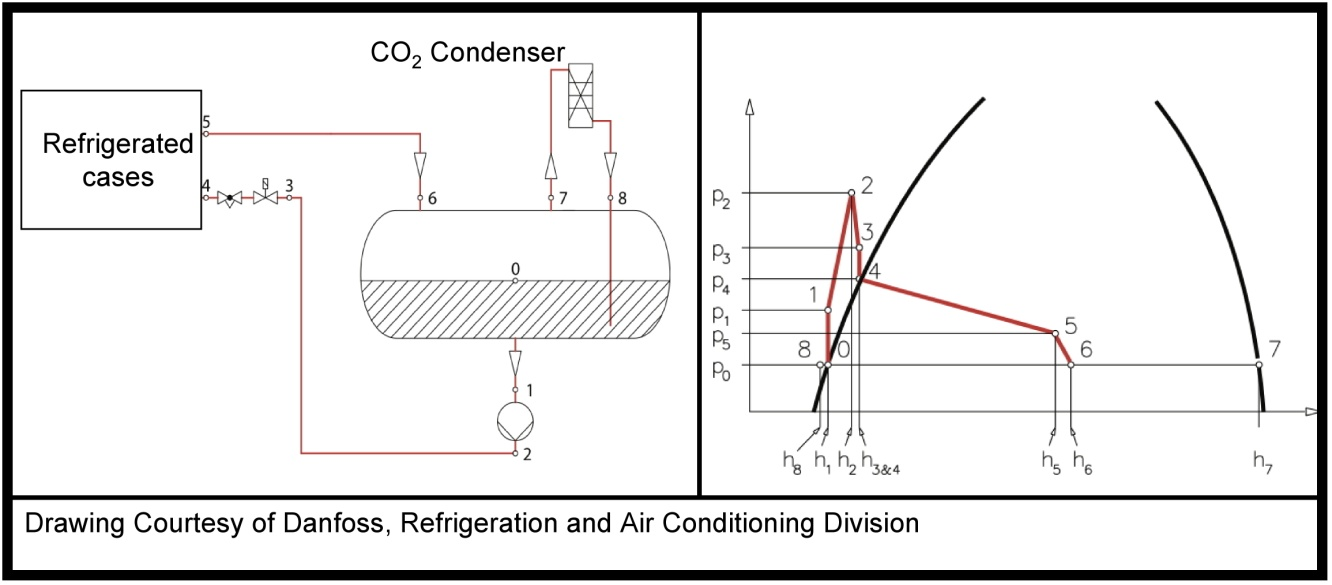 CO₂ Condenser
Refrigerated
cases
5
4
3
6
7
8
0
1
2
p₂
p₃
p₄
p₁
p₅
p₀
2
3
4
1
5
8
0
6
7
h₈
h₁
h₂
h₃&₄
h₅
h₆
h₇
Drawing Courtesy of Danfoss, Refrigeration and Air Conditioning Division